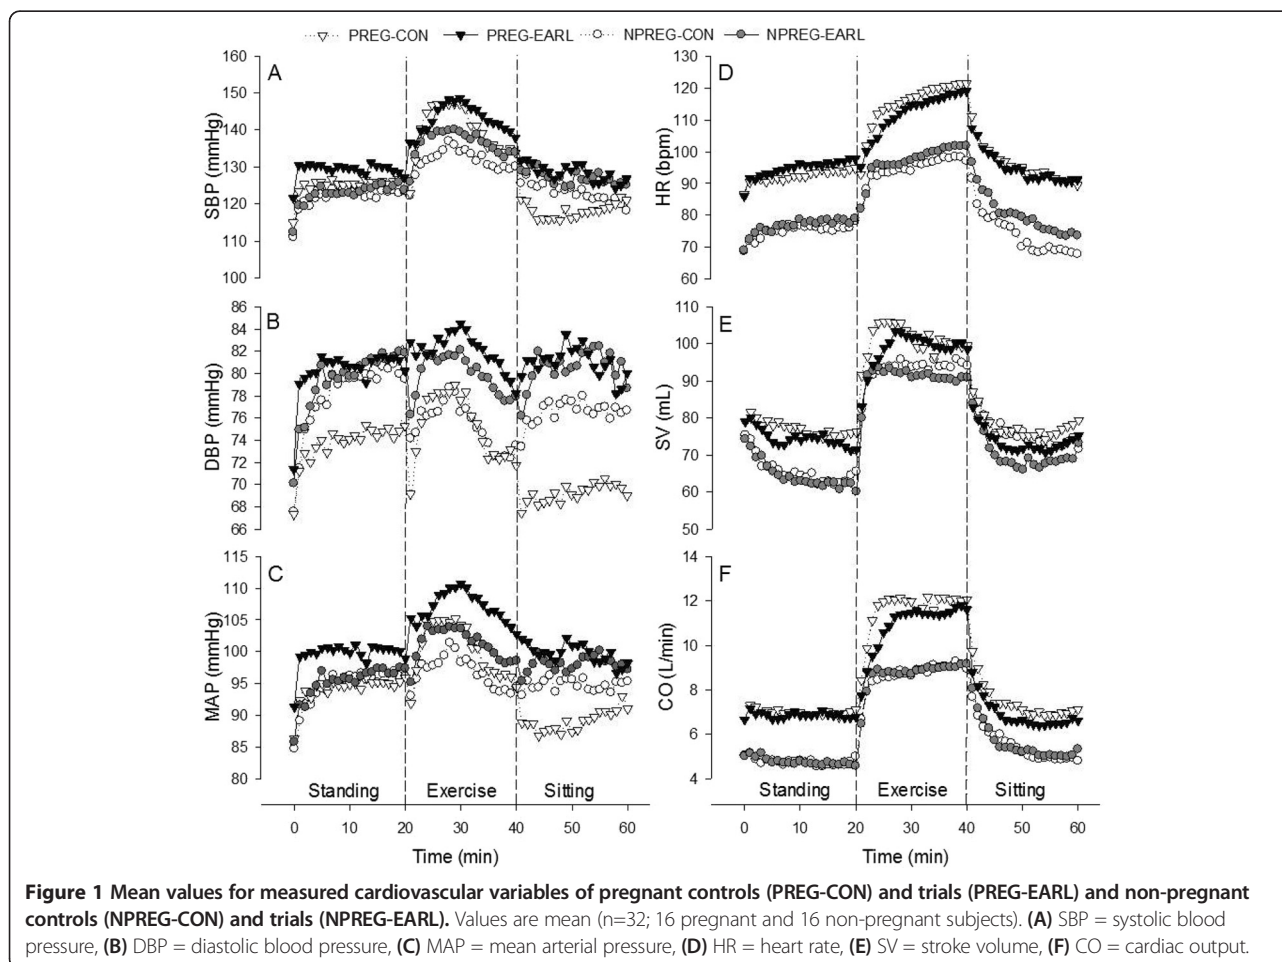 PREG-CON PREG-EARL NPREG-CON NPREG-EARL
A
SBP (mmHg)
160
150
140
130
120
110
100
D
HR (bpm)
130
120
110
100
90
80
70
60
B
DBP (mmHg)
86
84
82
80
78
76
74
72
70
68
66
E
SV (mL)
110
100
90
80
70
60
50
C
MAP (mmHg)
115
110
105
100
95
90
85
80
Standing Exercise Sitting
0 10 20 30 40 50 60
Time (min)
F
CO (L/min)
14
12
10
8
6
4
Standing Exercise Sitting
0 10 20 30 40 50 60
Time (min)
Figure 1 Mean values for measured cardiovascular variables of pregnant controls (PREG-CON) and trials (PREG-EARL) and non-pregnant
controls (NPREG-CON) and trials (NPREG-EARL). Values are mean (n=32; 16 pregnant and 16 non-pregnant subjects). (A) SBP = systolic blood
pressure, (B) DBP = diastolic blood pressure, (C) MAP = mean arterial pressure, (D) HR = heart rate, (E) SV = stroke volume, (F) CO = cardiac output.